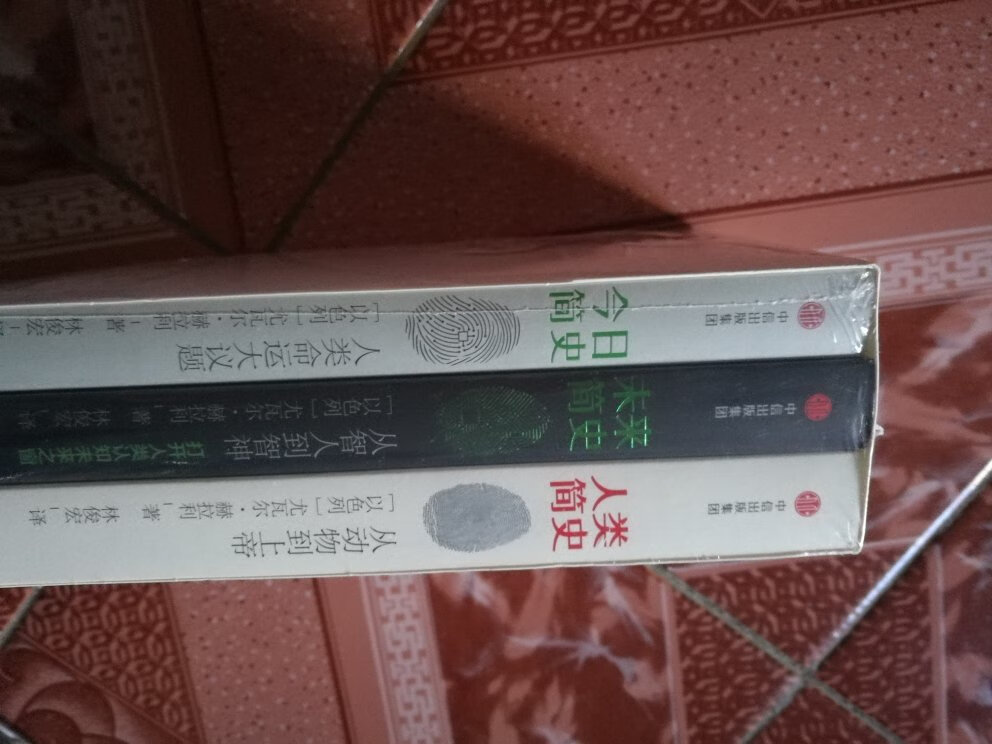 中信出版集团
今日
简史
人类命运大议题
[以色列] 尤瓦尔·赫拉利 | 著 林俊宏 | 译
中信出版集团
未来
简史
从智人到智神
[以色列] 尤瓦尔·赫拉利 | 著 林俊宏 | 译
中信出版集团
人类
简史
从动物到上帝
[以色列] 尤瓦尔·赫拉利 | 著 林俊宏 | 译